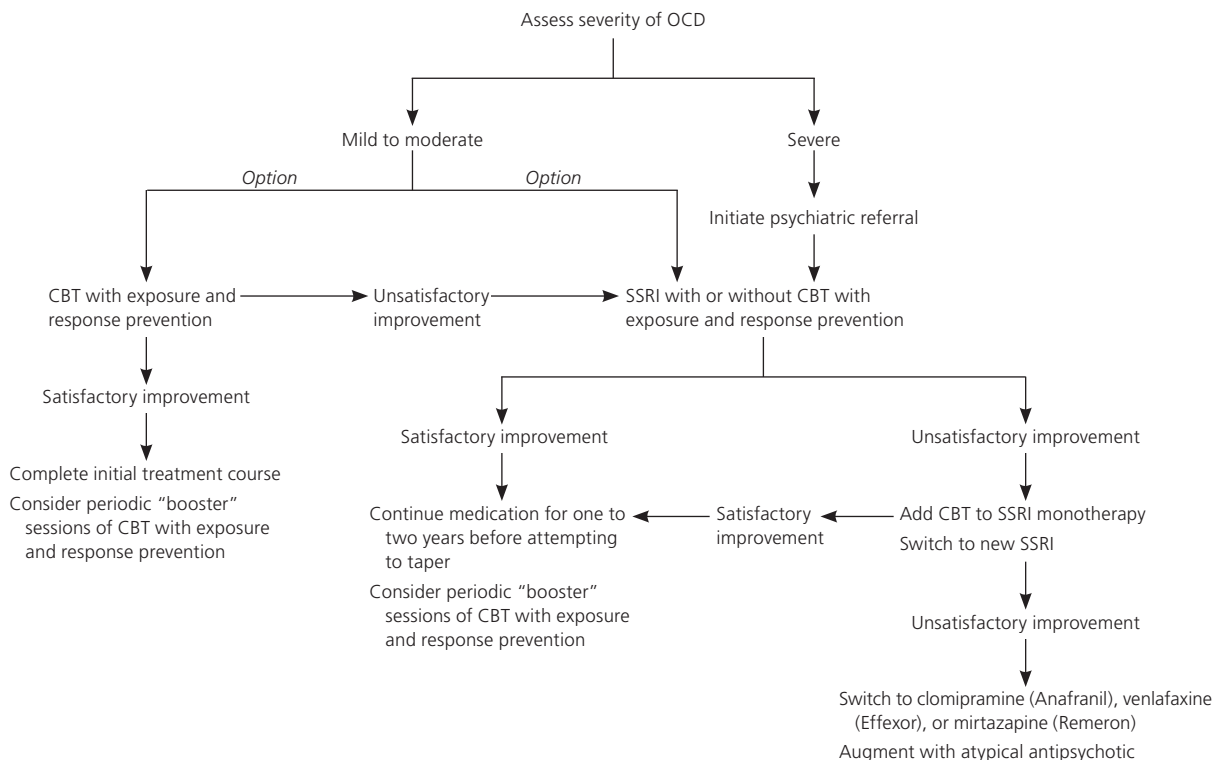 Assess severity of OCD
Mild to moderate
Severe
Option
Option
Initiate psychiatric referral
CBT with exposure and
response prevention
Unsatisfactory
improvement
SSRI with or without CBT with
exposure and response prevention
Satisfactory improvement
Satisfactory improvement
Unsatisfactory improvement
Complete initial treatment course
Consider periodic “booster”
sessions of CBT with exposure
and response prevention
Continue medication for one to
two years before attempting
to taper
Consider periodic “booster”
sessions of CBT with exposure
and response prevention
Satisfactory
improvement
Add CBT to SSRI monotherapy
Switch to new SSRI
Unsatisfactory improvement
Switch to clomipramine (Anafranil), venlafaxine
(Effexor), or mirtazapine (Remeron)
Augment with atypical antipsychotic